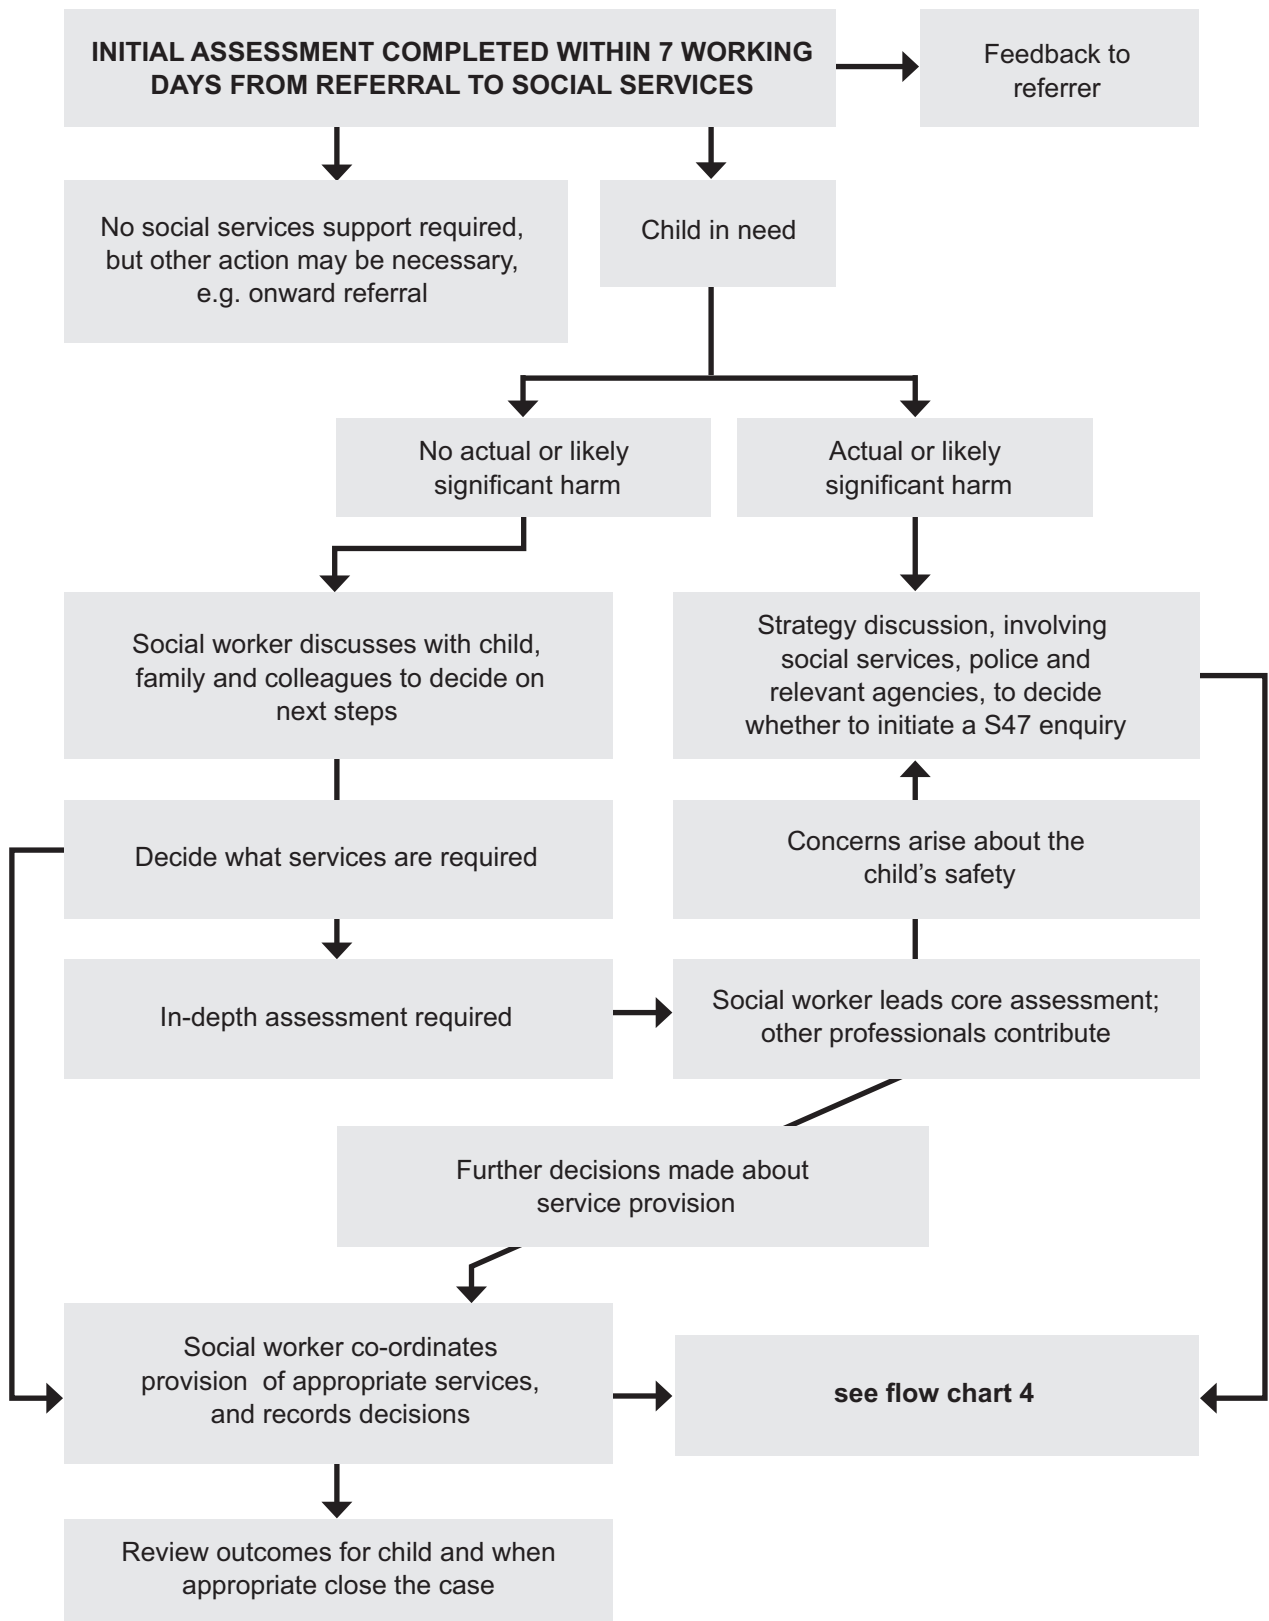 INITIAL ASSESSMENT COMPLETED WITHIN 7 WORKING
DAYS FROM REFERRAL TO SOCIAL SERVICES
Feedback to
referrer
No social services support required,
but other action may be necessary,
e.g. onward referral
Child in need
No actual or likely
significant harm
Actual or likely
significant harm
Social worker discusses with child,
family and colleagues to decide on
next steps
Strategy discussion, involving
social services, police and
relevant agencies, to decide
whether to initiate a S47 enquiry
Decide what services are required
Concerns arise about the
child’s safety
In-depth assessment required
Social worker leads core assessment;
other professionals contribute
Further decisions made about
service provision
Social worker co-ordinates
provision of appropriate services,
and records decisions
see flow chart 4
Review outcomes for child and when
appropriate close the case